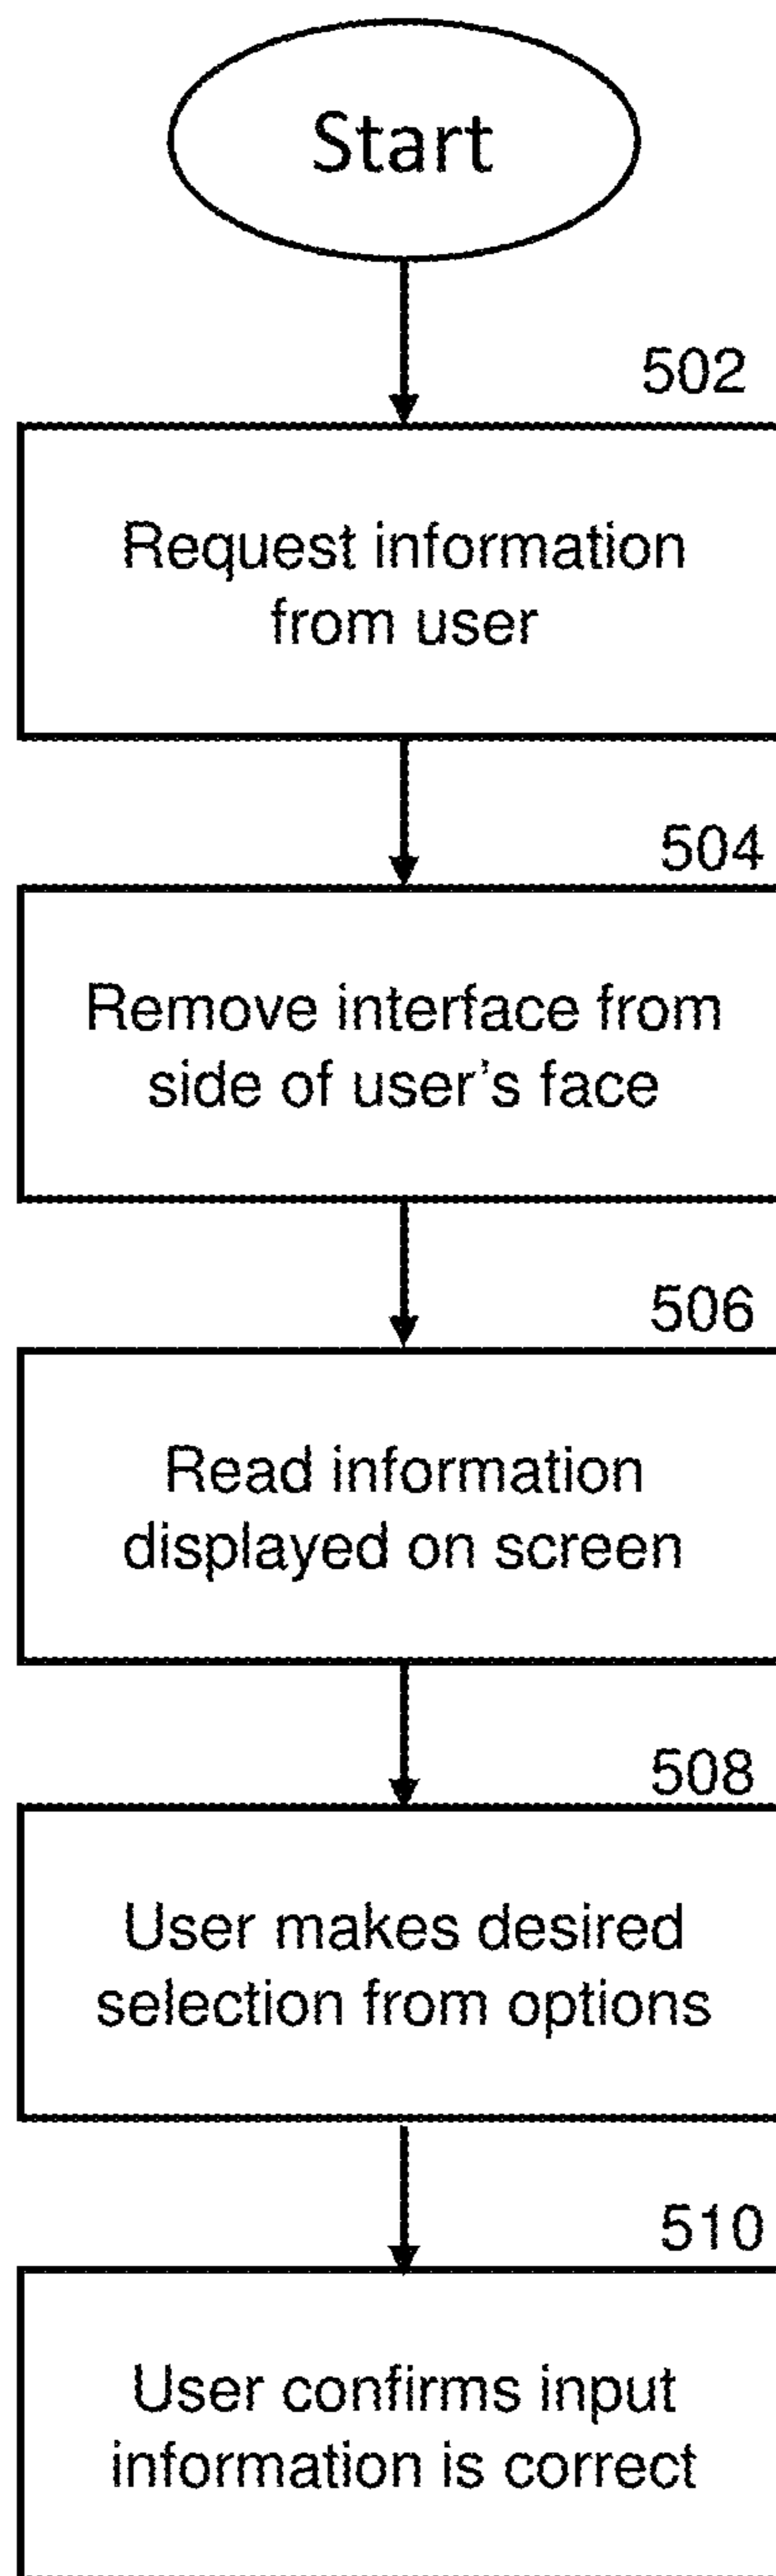 Start
502
Request information
from user
504
Remove interface from
side of user's face
506
Read information
displayed on screen
508
User makes desired
selection from options
510
User confirms input
information is correct